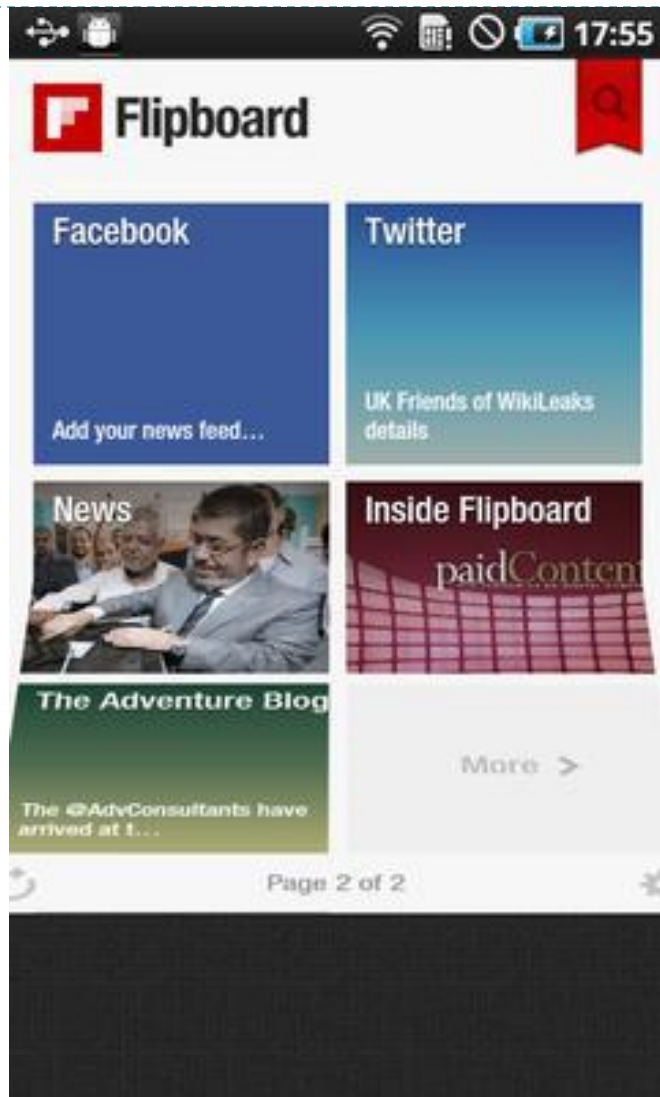 17:55
Flipboard
Facebook
Twitter
Add your news feed...
UK Friends of WikiLeaks
details
News
Inside Flipboard
paidConten
The Adventure Blog
More >
The @AdvConsultants have
arrived at t...
Page 2 of 2